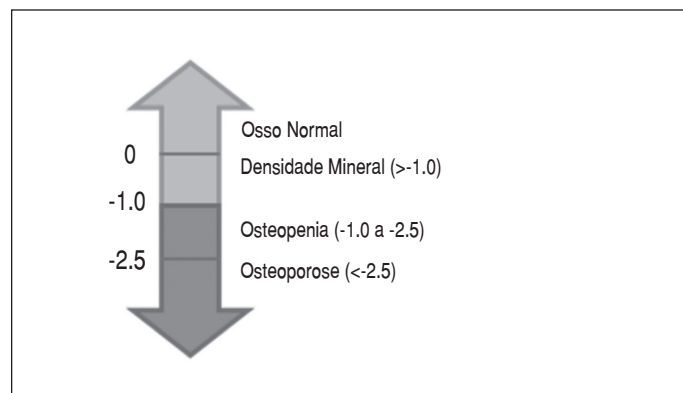 Osso Normal
0
Densidade Mineral (>-1.0)
-1.0
Osteopenia (-1.0 a -2.5)
-2.5
Osteoporose (<-2.5)